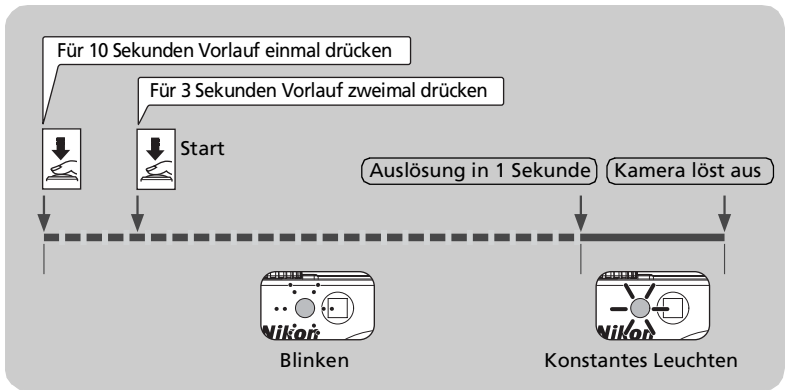 Für 10 Sekunden Vorlauf einmal drücken
Für 3 Sekunden Vorlauf zweimal drücken
Start
Auslösung in 1 Sekunde
Kamera löst aus
Nikon
Nikon
Blinken
Konstantes Leuchten